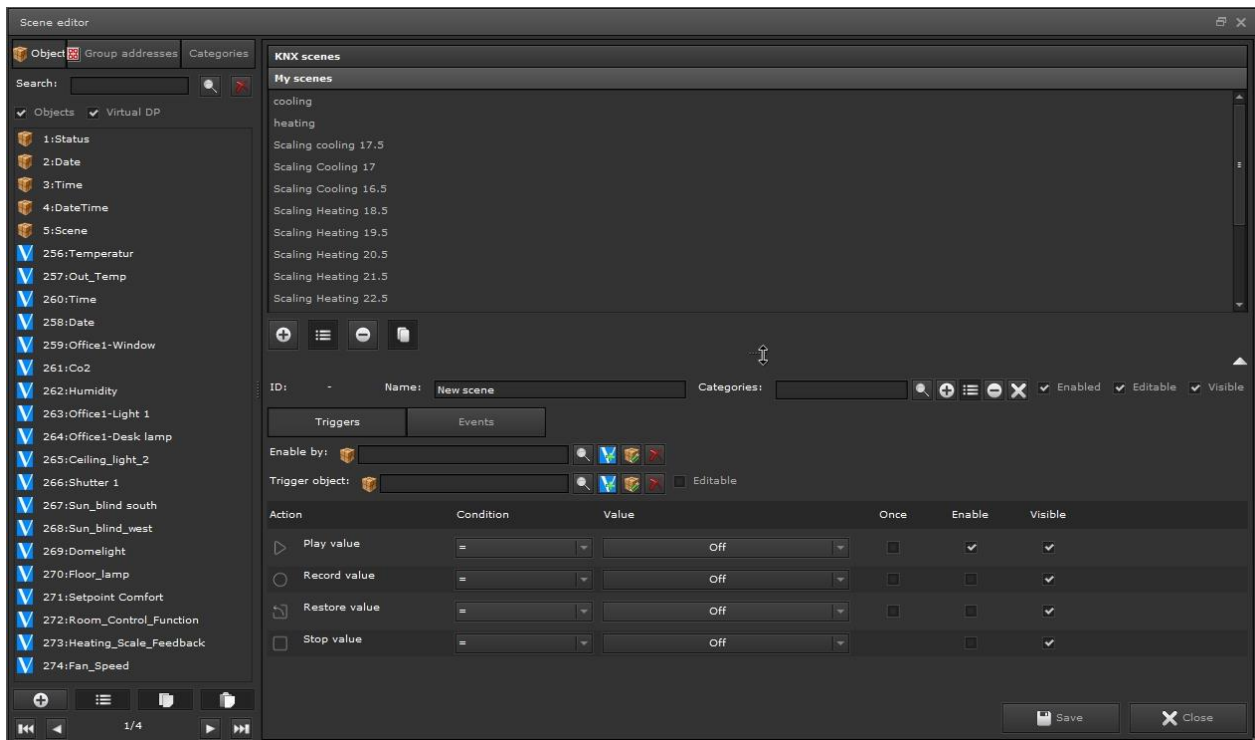 Scene editor
Object Group addresses Categories
Search:
Objects Virtual DP
1:Status
2:Date
3:Time
4:DateTime
5:Scene
256:Temperatur
257:Out_Temp
260:Time
258:Date
259:Office1-Window
261:Co2
262:Humidity
263:Office1-Light 1
264:Office1-Desk lamp
265:Ceiling_light_2
266:Shutter 1
267:Sun_blind south
268:Sun_blind_west
269:Domelight
270:Floor_lamp
271:Setpoint Comfort
272:Room_Control_Function
273:Heating_Scale_Feedback
274:Fan_Speed
1/4
KNX scenes
My scenes
cooling
heating
Scaling cooling 17.5
Scaling Cooling 17
Scaling Cooling 16.5
Scaling Heating 18.5
Scaling Heating 19.5
Scaling Heating 20.5
Scaling Heating 21.5
Scaling Heating 22.5
ID: - Name: New scene Categories: Enabled Editable Visible
Triggers Events
Enable by:
Trigger object: Editable
Action Condition Value Once Enable Visible
Play value = Off
Record value = Off
Restore value = Off
Stop value = Off
Save Close